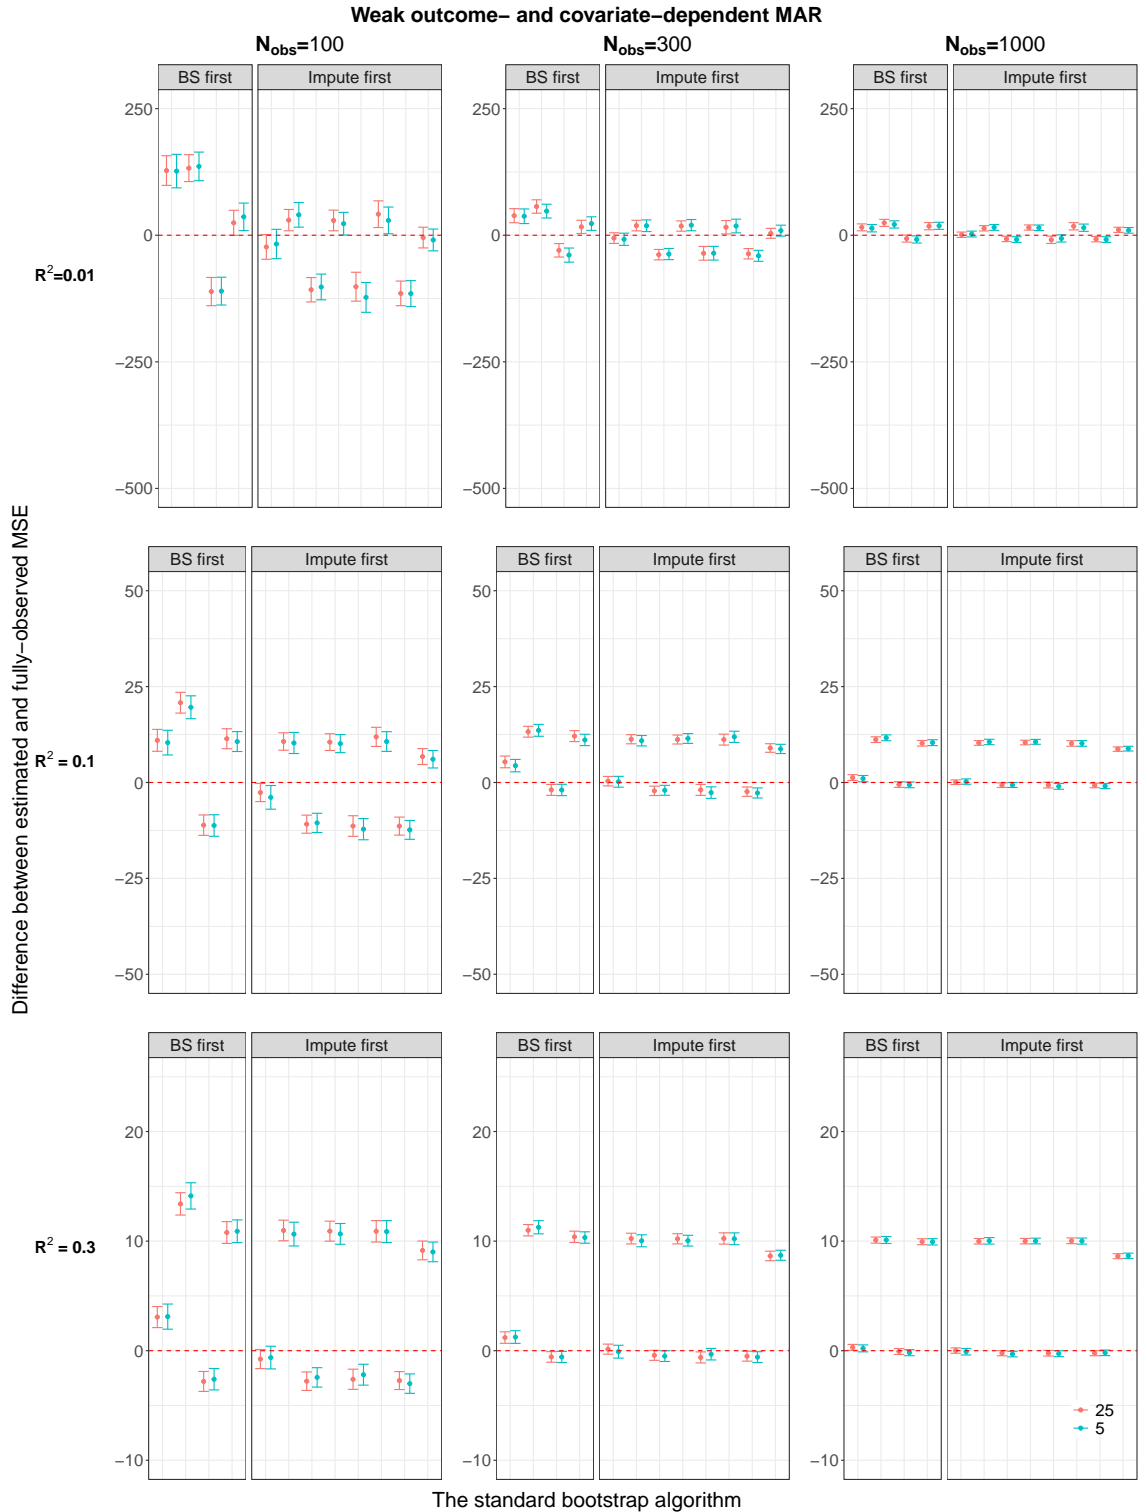 Weak outcome− and covariate−dependent MAR
N_obs=100
N_obs=300
N_obs=1000
BS first
Impute first
BS first
Impute first
BS first
Impute first
250
0
−250
−500
250
0
−250
−500
250
0
−250
−500
R²=0.01
BS first
Impute first
BS first
Impute first
BS first
Impute first
50
25
0
−25
−50
50
25
0
−25
−50
50
25
0
−25
−50
R² = 0.1
BS first
Impute first
BS first
Impute first
BS first
Impute first
20
10
0
−10
20
10
0
−10
20
10
0
−10
R² = 0.3
25
5
Difference between estimated and fully−observed MSE
The standard bootstrap algorithm